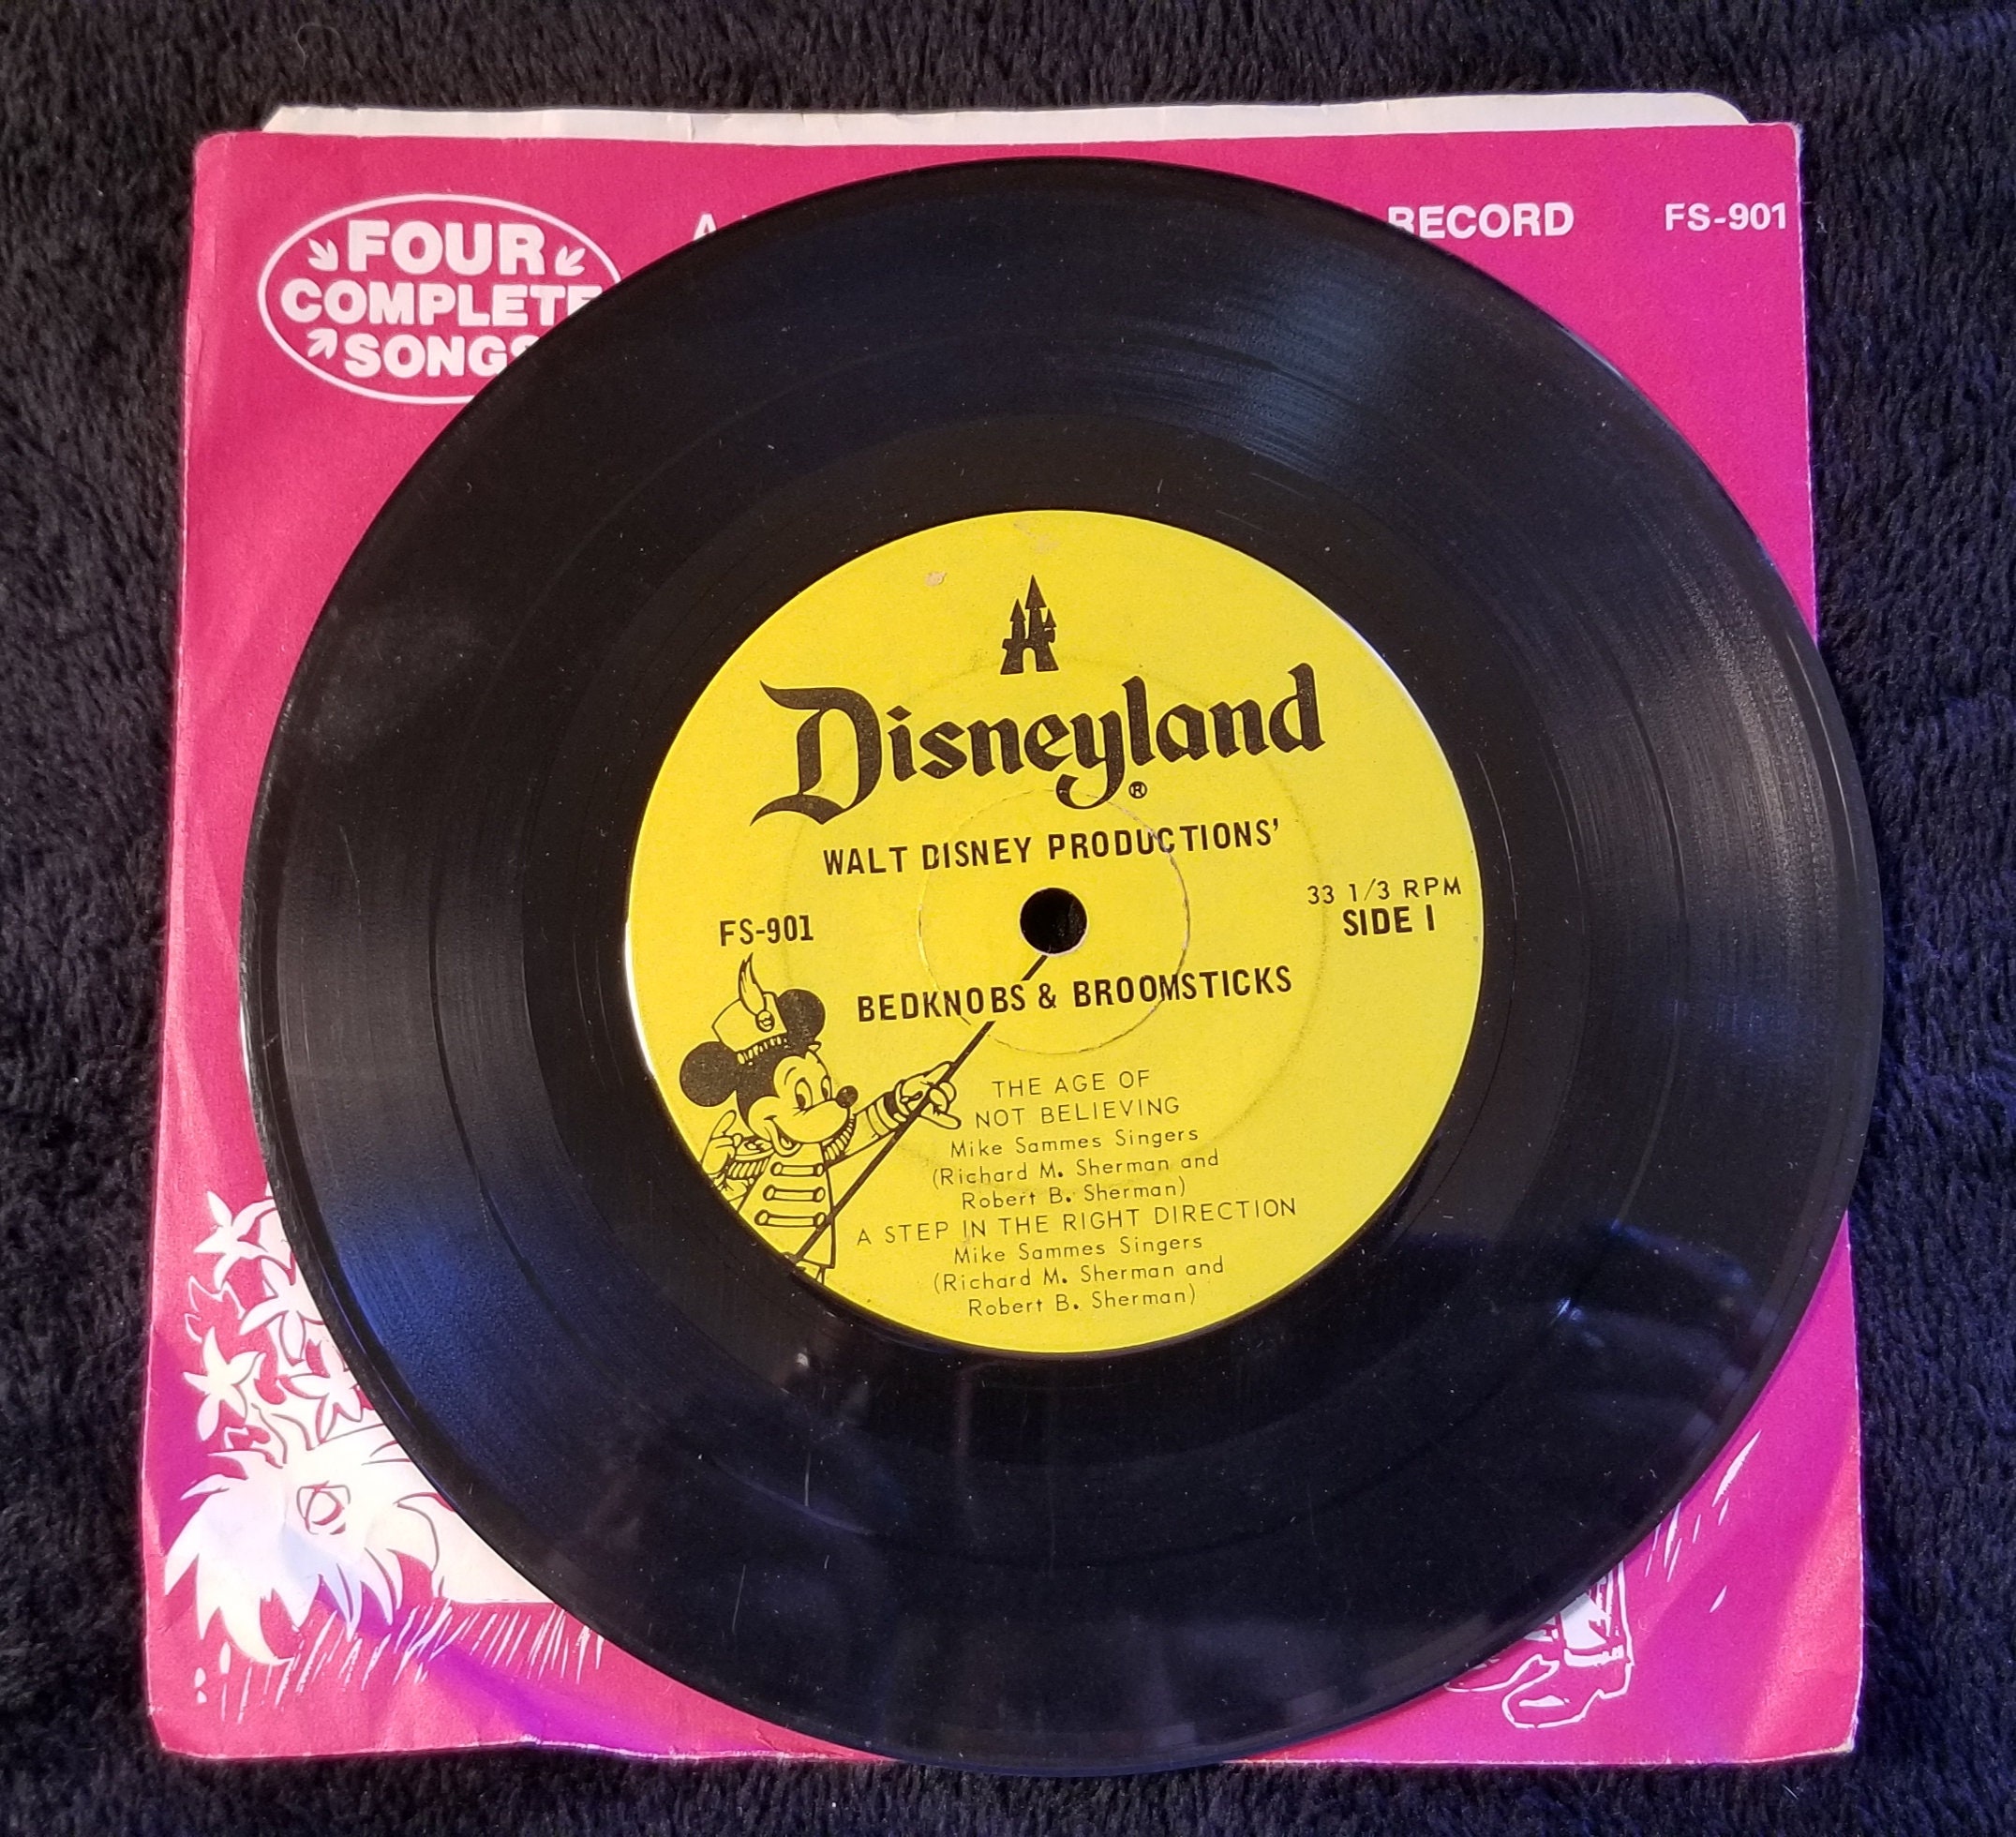 FOUR
COMPLETE
SONGS
A
RECORD
FS-901
Disneyland
®
WALT DISNEY PRODUCTIONS'
33 1/3 RPM
SIDE I
FS-901
BEDKNOBS & BROOMSTICKS
THE AGE OF
NOT BELIEVING
Mike Sammes Singers
(Richard M. Sherman and
Robert B. Sherman)
A STEP IN THE RIGHT DIRECTION
Mike Sammes Singers
(Richard M. Sherman and
Robert B. Sherman)